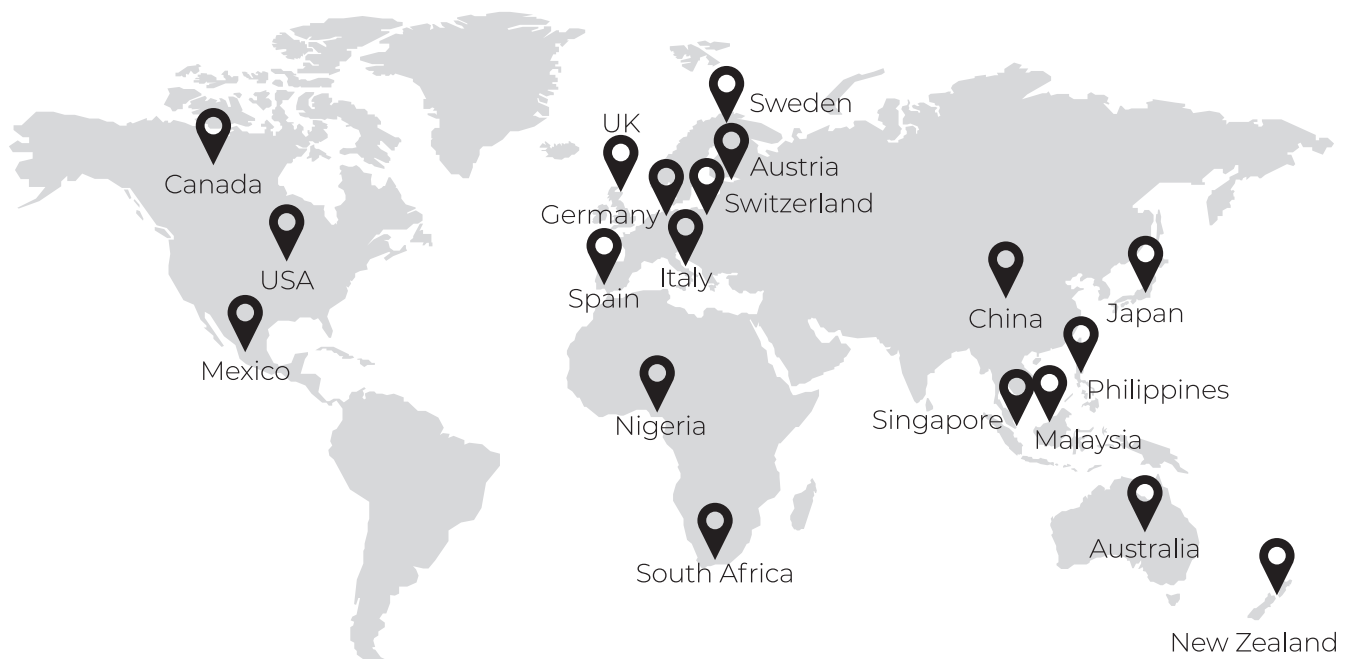 Sweden
UK
Austria
Canada
Switzerland
Germany
USA
Italy
Spain
China
Japan
Mexico
Philippines
Singapore
Nigeria
Malaysia
Australia
South Africa
New Zealand